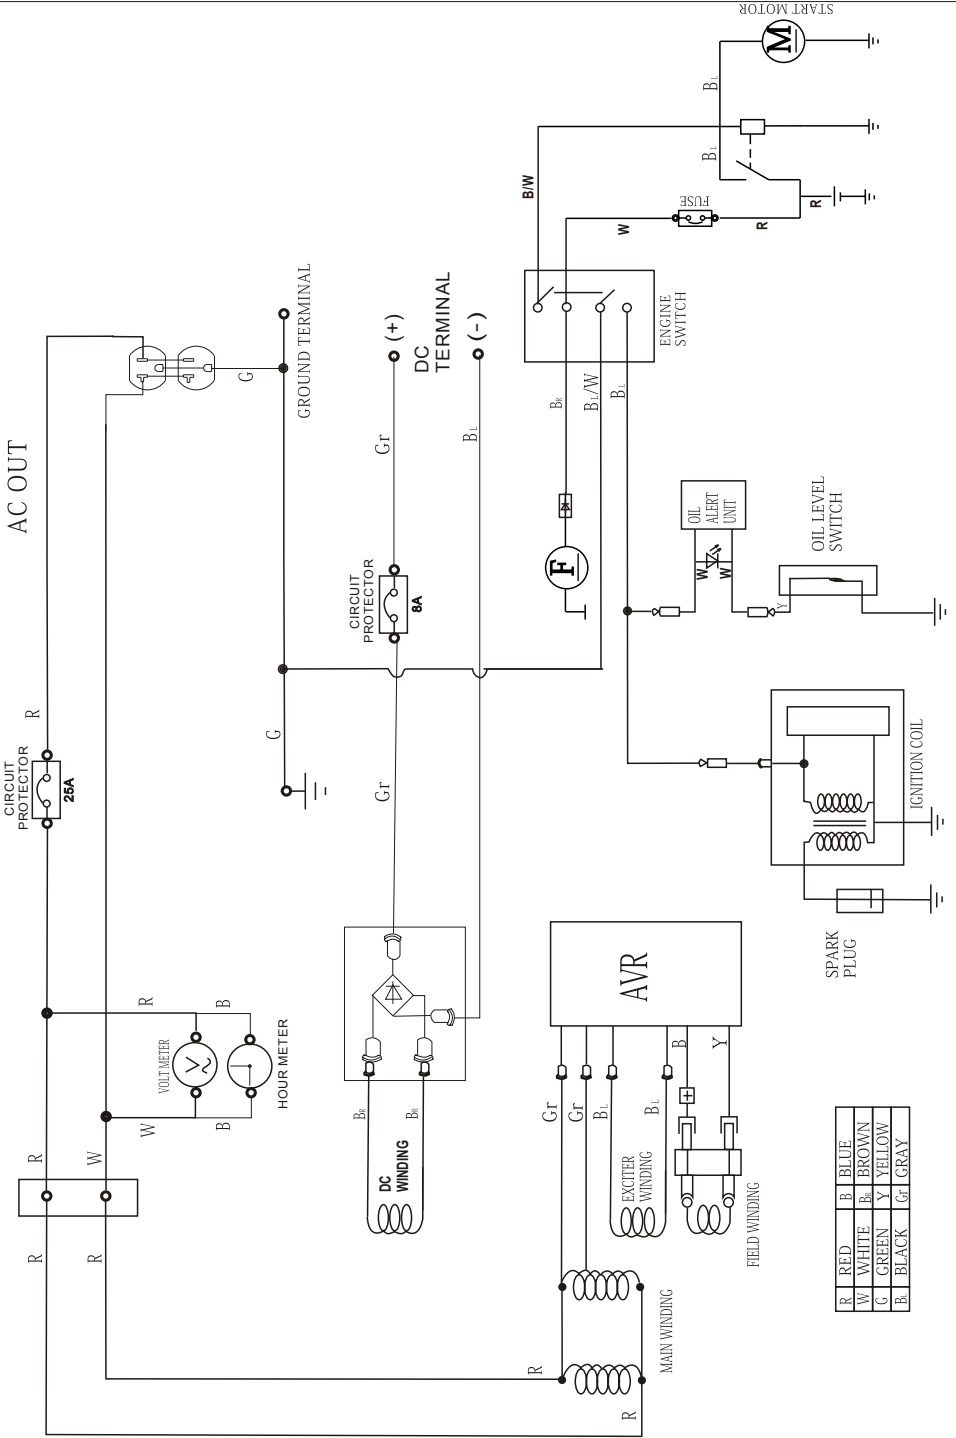 START MOTOR
M
BL
BL
B/W
W
FUSE
R
R
ENGINE
SWITCH
GROUND TERMINAL
(+)
DC
TERMINAL
(-)
G
AC OUT
Gr
BL
BR
BL/W
BL
OIL
ALERT
UNIT
W
W
OIL LEVEL
SWITCH
Y
F
CIRCUIT
PROTECTOR
8A
R
CIRCUIT
PROTECTOR
25A
G
Gr
IGNITION COIL
SPARK
PLUG
AVR
R
B
VOLT METER
V
HOUR METER
W
B
BR
BR
DC
WINDING
Gr
Gr
BL
BL
B
Y
+
EXCITER
WINDING
FIELD WINDING
R
W
R
R
MAIN WINDING
R
R
R RED B BLUE
W WHITE BR BROWN
G GREEN Y YELLOW
BL BLACK Gr GRAY